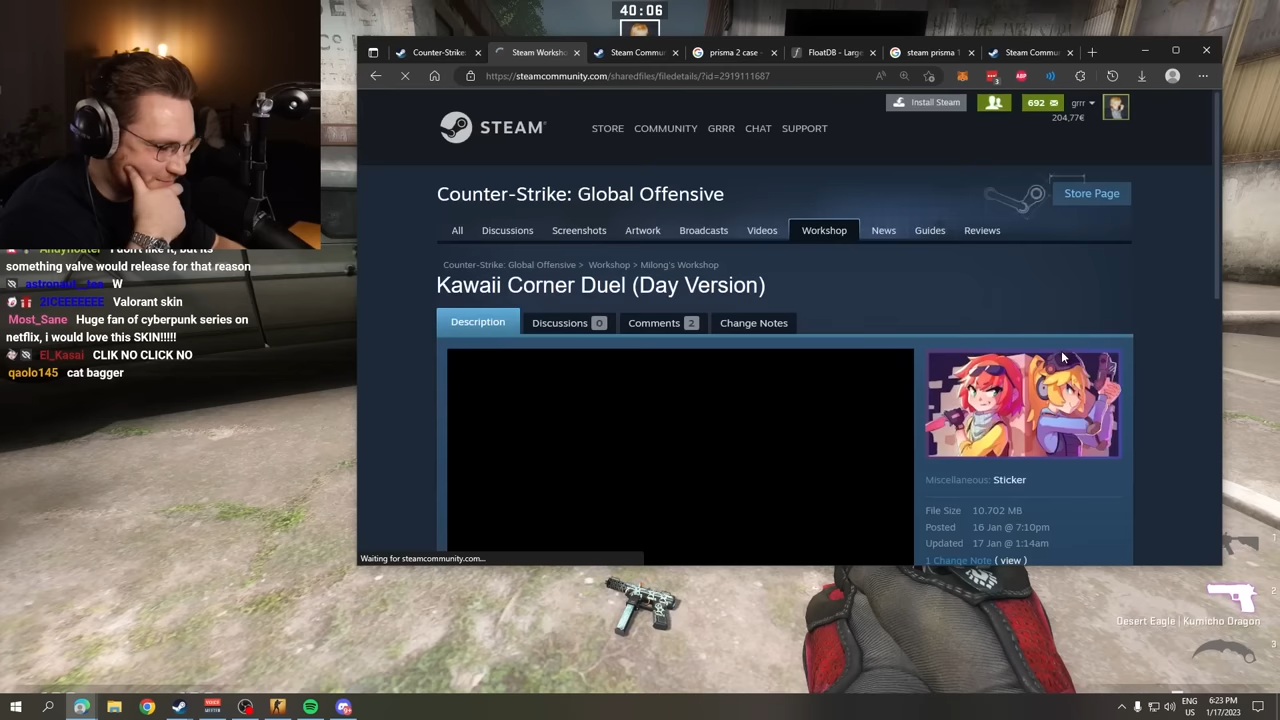 40:06
Counter-Strike:
Steam Worksho
Steam Commu
prisma 2 case -
FloatDB - Large
steam prisma
Steam Commu
https://steamcommunity.com/sharedfiles/filedetails/?id=2919111687
Install Steam
692
grrr
204,77€
STEAM
STORE COMMUNITY GRRR CHAT SUPPORT
Counter-Strike: Global Offensive
Store Page
All Discussions Screenshots Artwork Broadcasts Videos Workshop News Guides Reviews
Counter-Strike: Global Offensive > Workshop > Milong's Workshop
Kawaii Corner Duel (Day Version)
Description Discussions 0 Comments 2 Change Notes
Miscellaneous: Sticker
File Size 10.702 MB
Posted 16 Jan @ 7:10pm
Updated 17 Jan @ 1:14am
1 Change Note ( view )
Waiting for steamcommunity.com...
something valve would release for that reason
W
2ICEEEEEEE Valorant skin
Most_Sane Huge fan of cyberpunk series on
netflix, i would love this SKIN!!!!!
El_Kasai CLIK NO CLICK NO
qaolo145 cat bagger
1
2
Desert Eagle | Kumicho Dragon
3
ENG
US
6:23 PM
1/17/2023